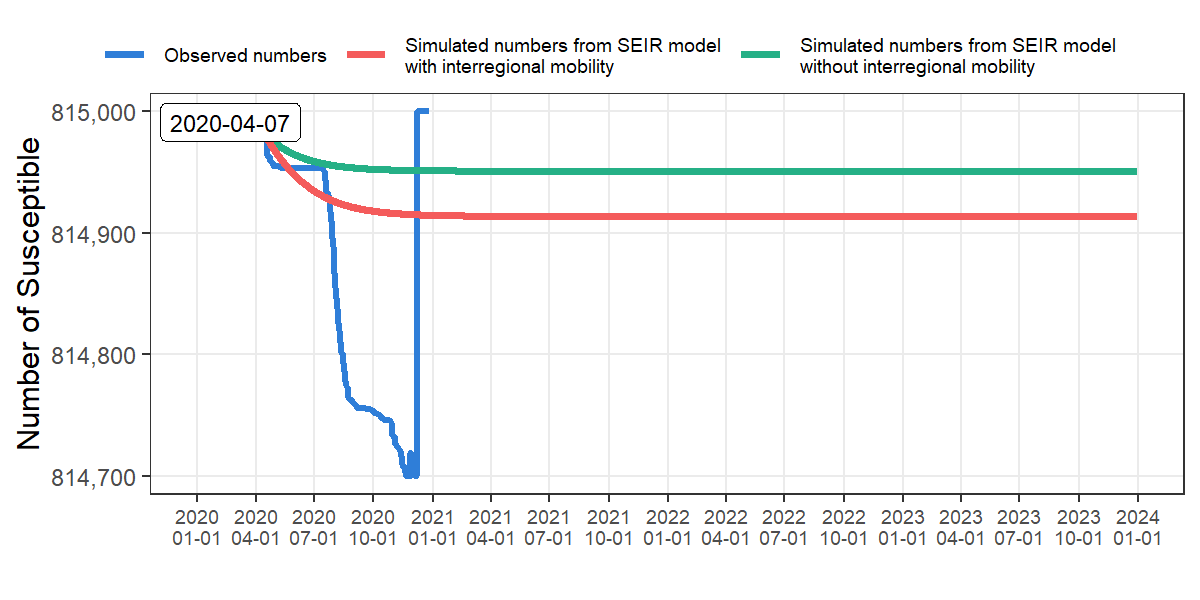 Observed numbers
Simulated numbers from SEIR model
with interregional mobility
Simulated numbers from SEIR model
without interregional mobility
Number of Susceptible
815,000
814,900
814,800
814,700
2020-04-07
2020 2020 2020 2020 2021 2021 2021 2021 2022 2022 2022 2022 2023 2023 2023 2023 2024
01-01 04-01 07-01 10-01 01-01 04-01 07-01 10-01 01-01 04-01 07-01 10-01 01-01 04-01 07-01 10-01 01-01